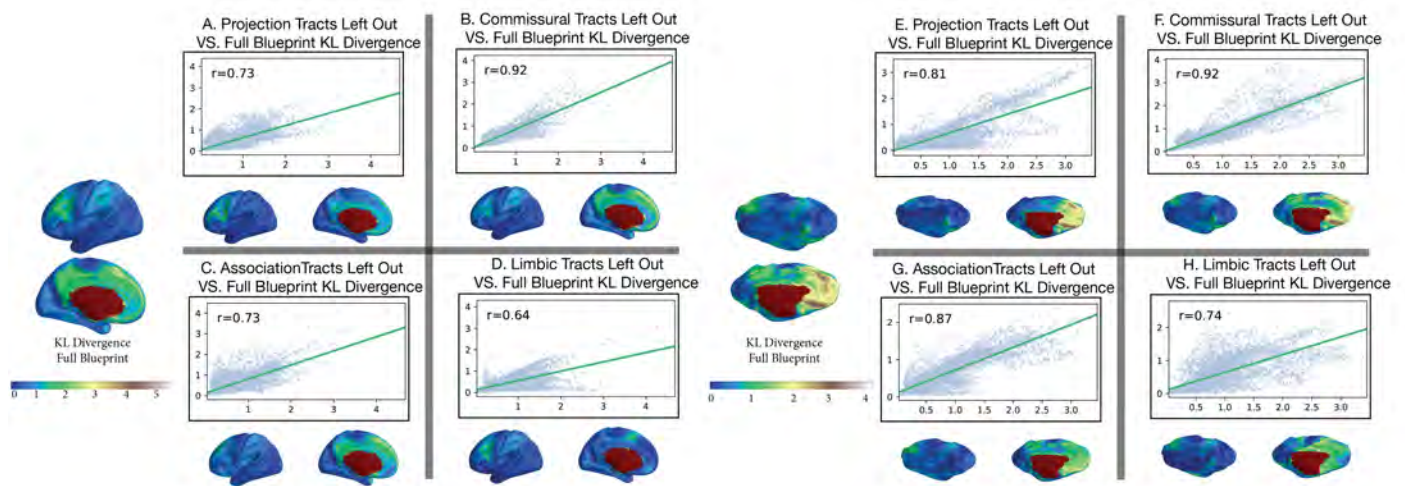 A. Projection Tracts Left Out
VS. Full Blueprint KL Divergence
r=0.73
4
3
2
1
0
1 2 3 4
B. Commissural Tracts Left Out
VS. Full Blueprint KL Divergence
r=0.92
4
3
2
1
0
1 2 3 4
C. AssociationTracts Left Out
VS. Full Blueprint KL Divergence
r=0.73
4
3
2
1
0
1 2 3 4
D. Limbic Tracts Left Out
VS. Full Blueprint KL Divergence
r=0.64
4
3
2
1
0
1 2 3 4
KL Divergence
Full Blueprint
0 1 2 3 4 5
E. Projection Tracts Left Out
VS. Full Blueprint KL Divergence
r=0.81
3
2
1
0
0.5 1.0 1.5 2.0 2.5 3.0
F. Commissural Tracts Left Out
VS. Full Blueprint KL Divergence
r=0.92
4
3
2
1
0
0.5 1.0 1.5 2.0 2.5 3.0
G. AssociationTracts Left Out
VS. Full Blueprint KL Divergence
r=0.87
2
1
0
0.5 1.0 1.5 2.0 2.5 3.0
H. Limbic Tracts Left Out
VS. Full Blueprint KL Divergence
r=0.74
2
1
0
0.5 1.0 1.5 2.0 2.5 3.0
KL Divergence
Full Blueprint
0 1 2 3 4